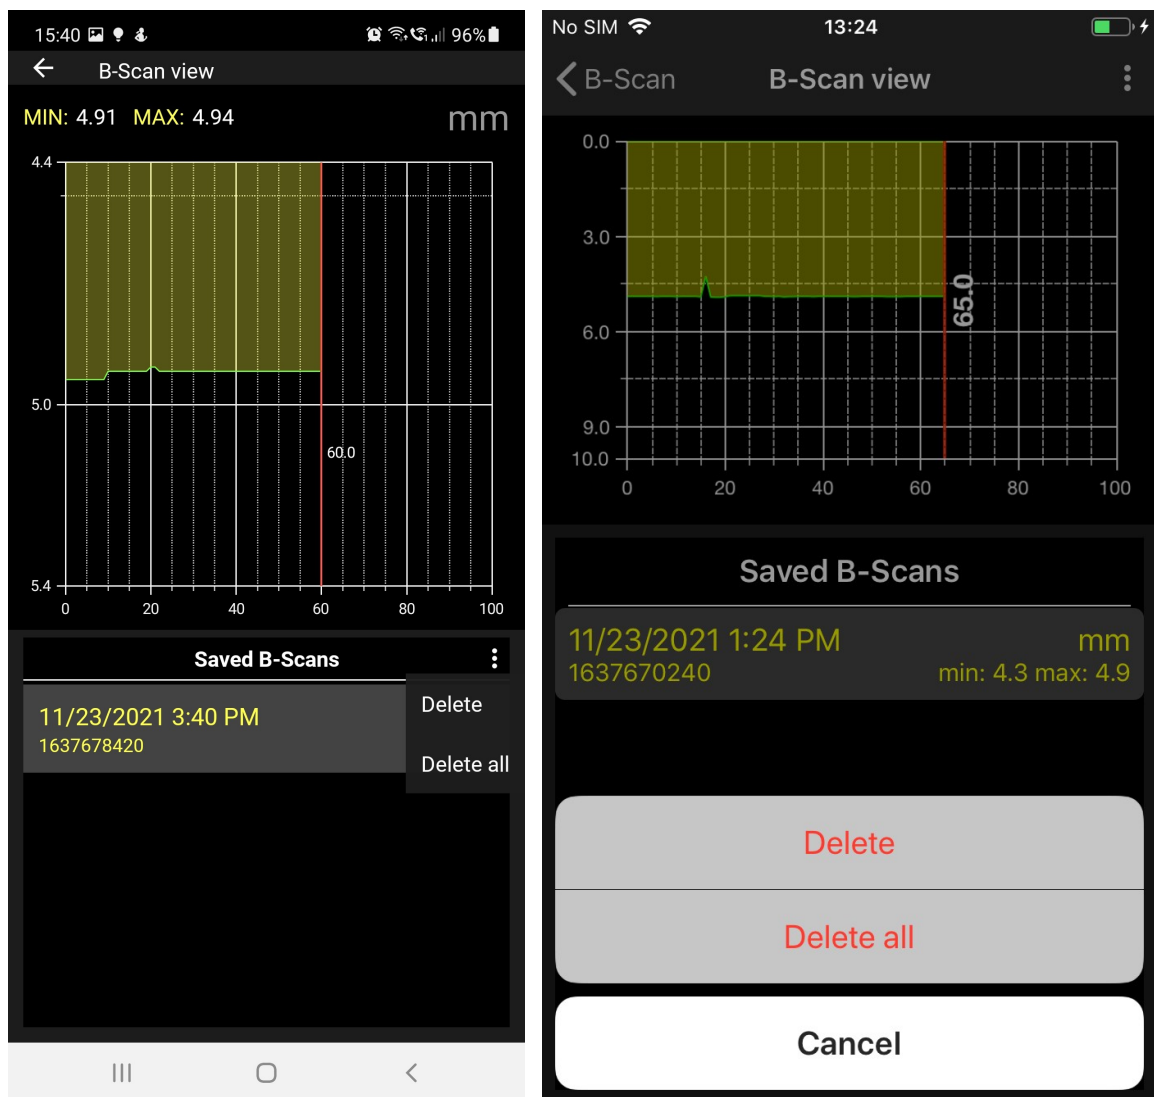 15:40 96%
B-Scan view
MIN: 4.91 MAX: 4.94 mm
4.4
5.0
60.0
5.4
0 20 40 60 80 100
Saved B-Scans
Delete
11/23/2021 3:40 PM
1637678420
Delete all
No SIM 13:24
B-Scan B-Scan view
0.0
3.0
65.0
6.0
9.0
10.0
0 20 40 60 80 100
Saved B-Scans
11/23/2021 1:24 PM mm
1637670240 min: 4.3 max: 4.9
Delete
Delete all
Cancel